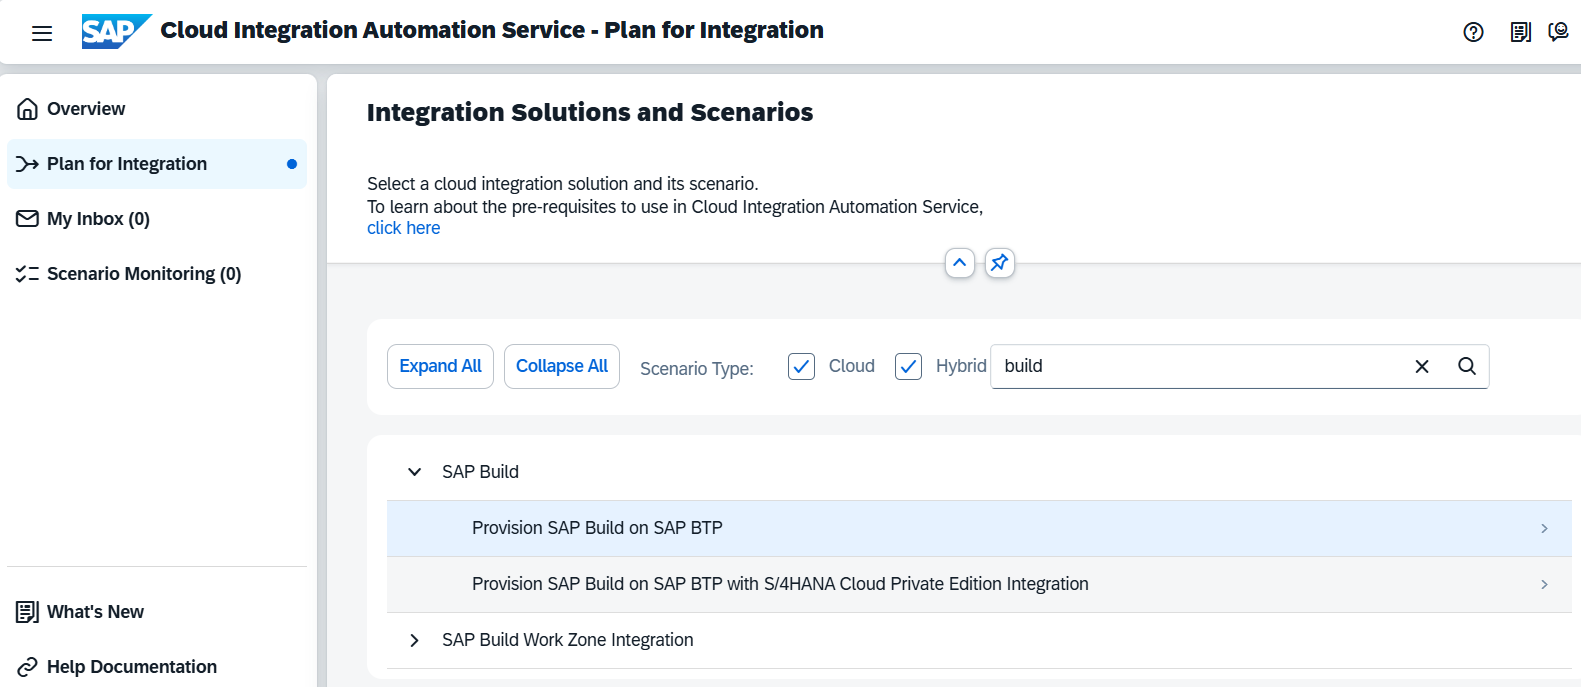 SAP Cloud Integration Automation Service - Plan for Integration
Overview
Plan for Integration
My Inbox (0)
Scenario Monitoring (0)
What's New
Help Documentation
Integration Solutions and Scenarios
Select a cloud integration solution and its scenario.
To learn about the pre-requisites to use in Cloud Integration Automation Service,
click here
Expand All Collapse All Scenario Type: Cloud Hybrid build
SAP Build
Provision SAP Build on SAP BTP
Provision SAP Build on SAP BTP with S/4HANA Cloud Private Edition Integration
SAP Build Work Zone Integration